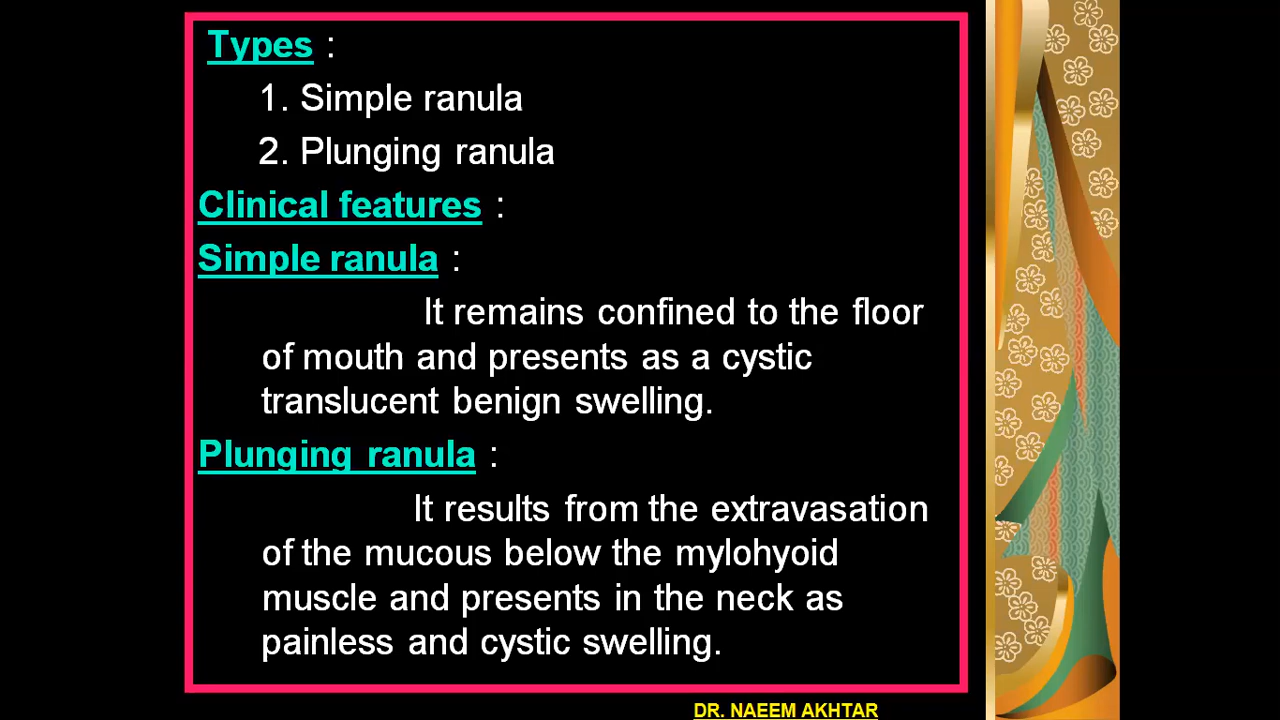 Types :
1. Simple ranula
2. Plunging ranula
Clinical features :
Simple ranula :
It remains confined to the floor
of mouth and presents as a cystic
translucent benign swelling.
Plunging ranula :
It results from the extravasation
of the mucous below the mylohyoid
muscle and presents in the neck as
painless and cystic swelling.
DR. NAEEM AKHTAR